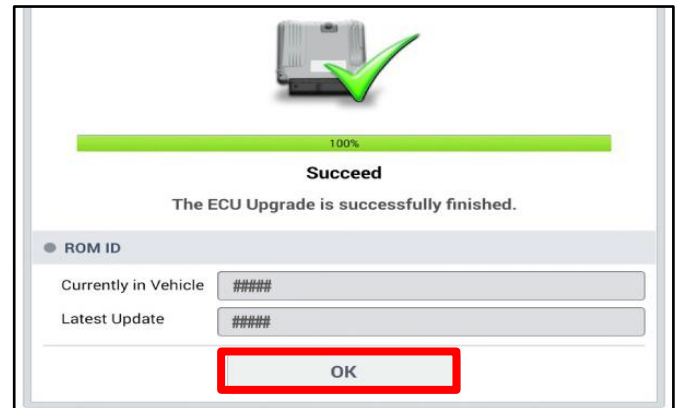 100%
Succeed
The ECU Upgrade is successfully finished.
ROM ID
Currently in Vehicle #####
Latest Update #####
OK